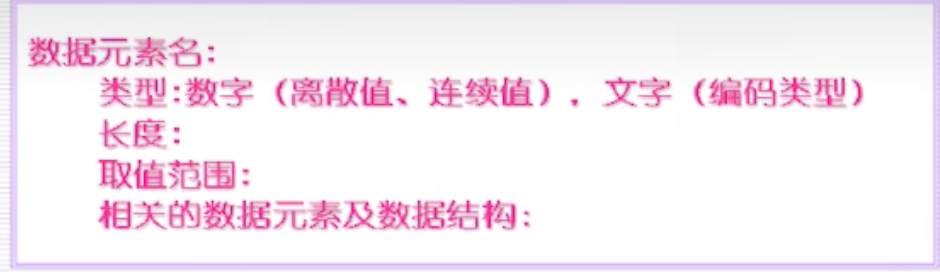 数据元素名:
类型:数字（离散值、连续值），文字（编码类型）
长度:
取值范围:
相关的数据元素及数据结构: